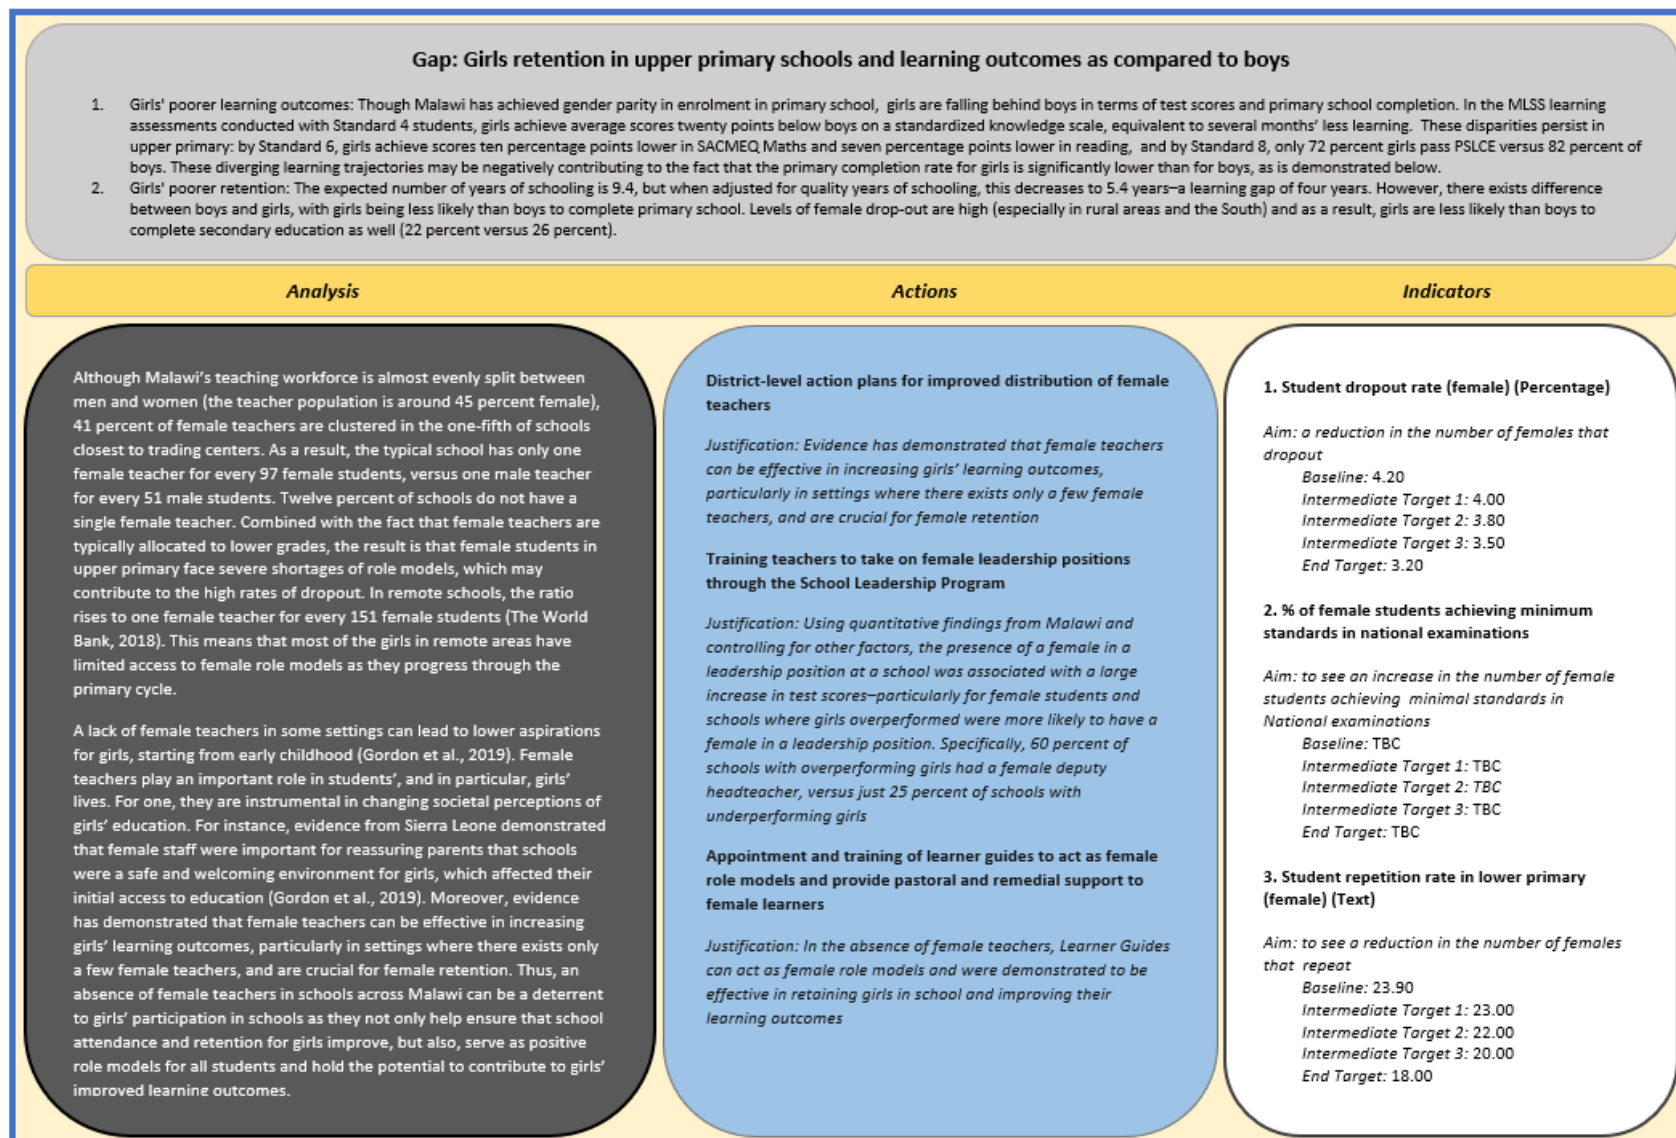 Gap: Girls retention in upper primary schools and learning outcomes as compared to boys
1. Girls' poorer learning outcomes: Though Malawi has achieved gender parity in enrolment in primary school, girls are falling behind boys in terms of test scores and primary school completion. In the MLSS learning
assessments conducted with Standard 4 students, girls achieve average scores twenty points below boys on a standardized knowledge scale, equivalent to several months' less learning. These disparities persist in
upper primary: by Standard 6, girls achieve scores ten percentage points lower in SACMEQ Maths and seven percentage points lower in reading, and by Standard 8, only 72 percent girls pass PSLCE versus 82 percent of
boys. These diverging learning trajectories may be negatively contributing to the fact that the primary completion rate for girls is significantly lower than for boys, as is demonstrated below.
2. Girls' poorer retention: The expected number of years of schooling is 9.4, but when adjusted for quality years of schooling, this decreases to 5.4 years–a learning gap of four years. However, there exists difference
between boys and girls, with girls being less likely than boys to complete primary school. Levels of female drop-out are high (especially in rural areas and the South) and as a result, girls are less likely than boys to
complete secondary education as well (22 percent versus 26 percent).
Analysis
Actions
Indicators
Although Malawi's teaching workforce is almost evenly split between
men and women (the teacher population is around 45 percent female),
41 percent of female teachers are clustered in the one-fifth of schools
closest to trading centers. As a result, the typical school has only one
female teacher for every 97 female students, versus one male teacher
for every 51 male students. Twelve percent of schools do not have a
single female teacher. Combined with the fact that female teachers are
typically allocated to lower grades, the result is that female students in
upper primary face severe shortages of role models, which may
contribute to the high rates of dropout. In remote schools, the ratio
rises to one female teacher for every 151 female students (The World
Bank, 2018). This means that most of the girls in remote areas have
limited access to female role models as they progress through the
primary cycle.
A lack of female teachers in some settings can lead to lower aspirations
for girls, starting from early childhood (Gordon et al., 2019). Female
teachers play an important role in students', and in particular, girls'
lives. For one, they are instrumental in changing societal perceptions of
girls' education. For instance, evidence from Sierra Leone demonstrated
that female staff were important for reassuring parents that schools
were a safe and welcoming environment for girls, which affected their
initial access to education (Gordon et al., 2019). Moreover, evidence
has demonstrated that female teachers can be effective in increasing
girls' learning outcomes, particularly in settings where there exists only
a few female teachers, and are crucial for female retention. Thus, an
absence of female teachers in schools across Malawi can be a deterrent
to girls' participation in schools as they not only help ensure that school
attendance and retention for girls improve, but also, serve as positive
role models for all students and hold the potential to contribute to girls'
improved learning outcomes.
District-level action plans for improved distribution of female
teachers
Justification: Evidence has demonstrated that female teachers
can be effective in increasing girls' learning outcomes,
particularly in settings where there exists only a few female
teachers, and are crucial for female retention
Training teachers to take on female leadership positions
through the School Leadership Program
Justification: Using quantitative findings from Malawi and
controlling for other factors, the presence of a female in a
leadership position at a school was associated with a large
increase in test scores–particularly for female students and
schools where girls overperformed were more likely to have a
female in a leadership position. Specifically, 60 percent of
schools with overperforming girls had a female deputy
headteacher, versus just 25 percent of schools with
underperforming girls
Appointment and training of learner guides to act as female
role models and provide pastoral and remedial support to
female learners
Justification: In the absence of female teachers, Learner Guides
can act as female role models and were demonstrated to be
effective in retaining girls in school and improving their
learning outcomes
1. Student dropout rate (female) (Percentage)
Aim: a reduction in the number of females that
dropout
Baseline: 4.20
Intermediate Target 1: 4.00
Intermediate Target 2: 3.80
Intermediate Target 3: 3.50
End Target: 3.20
2. % of female students achieving minimum
standards in national examinations
Aim: to see an increase in the number of female
students achieving minimal standards in
National examinations
Baseline: TBC
Intermediate Target 1: TBC
Intermediate Target 2: TBC
Intermediate Target 3: TBC
End Target: TBC
3. Student repetition rate in lower primary
(female) (Text)
Aim: to see a reduction in the number of females
that repeat
Baseline: 23.90
Intermediate Target 1: 23.00
Intermediate Target 2: 22.00
Intermediate Target 3: 20.00
End Target: 18.00